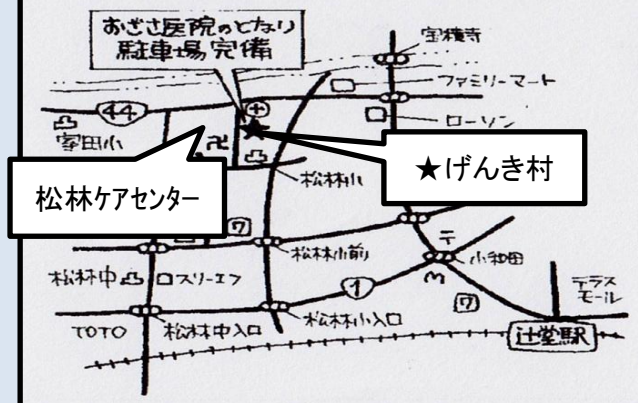 おざさ医院のとなり
駐車場完備
宝積寺
ファミリーマート
44
室田小
卍
ローソン
松林ケアセンター
★げんき村
松林小
ワ
松林小前
〒
小和田
松林中
スリーエフ
1
ワ
テラス
モール
TOTO
松林中入口
松林小入口
辻堂駅